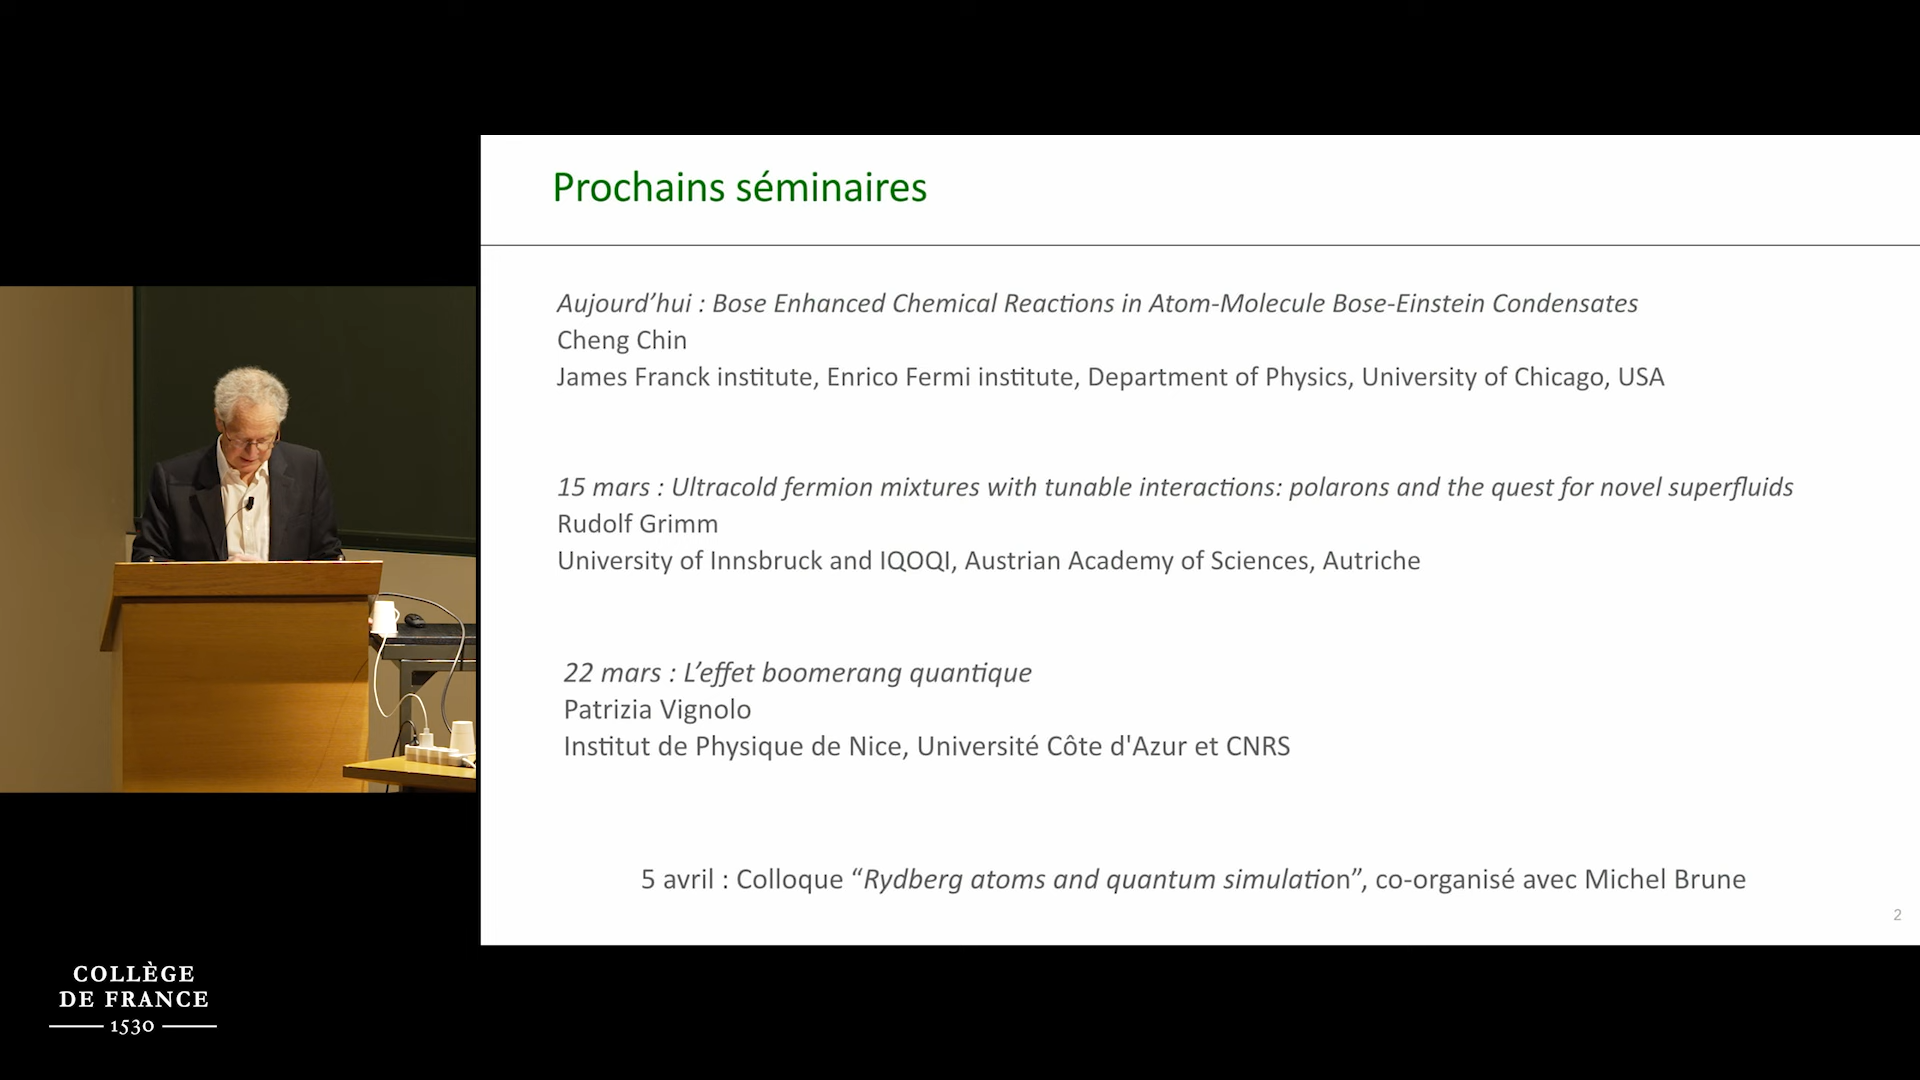 Prochains séminaires
Aujourd’hui : Bose Enhanced Chemical Reactions in Atom-Molecule Bose-Einstein Condensates
Cheng Chin
James Franck institute, Enrico Fermi institute, Department of Physics, University of Chicago, USA
15 mars : Ultracold fermion mixtures with tunable interactions: polarons and the quest for novel superfluids
Rudolf Grimm
University of Innsbruck and IQOQI, Austrian Academy of Sciences, Autriche
22 mars : L’effet boomerang quantique
Patrizia Vignolo
Institut de Physique de Nice, Université Côte d'Azur et CNRS
5 avril : Colloque “Rydberg atoms and quantum simulation”, co-organisé avec Michel Brune
2
COLLÈGE
DE FRANCE
1530